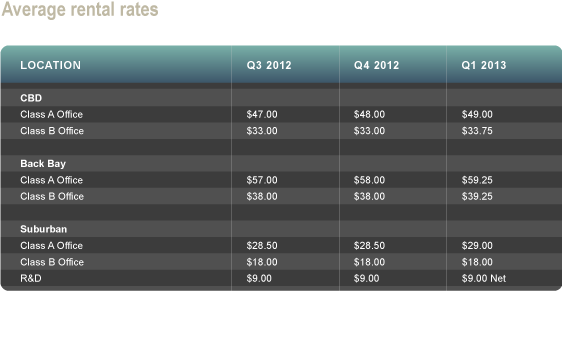 Average rental rates
LOCATION Q3 2012 Q4 2012 Q1 2013
CBD
Class A Office $47.00 $48.00 $49.00
Class B Office $33.00 $33.00 $33.75
Back Bay
Class A Office $57.00 $58.00 $59.25
Class B Office $38.00 $38.00 $39.25
Suburban
Class A Office $28.50 $28.50 $29.00
Class B Office $18.00 $18.00 $18.00
R&D $9.00 $9.00 $9.00 Net